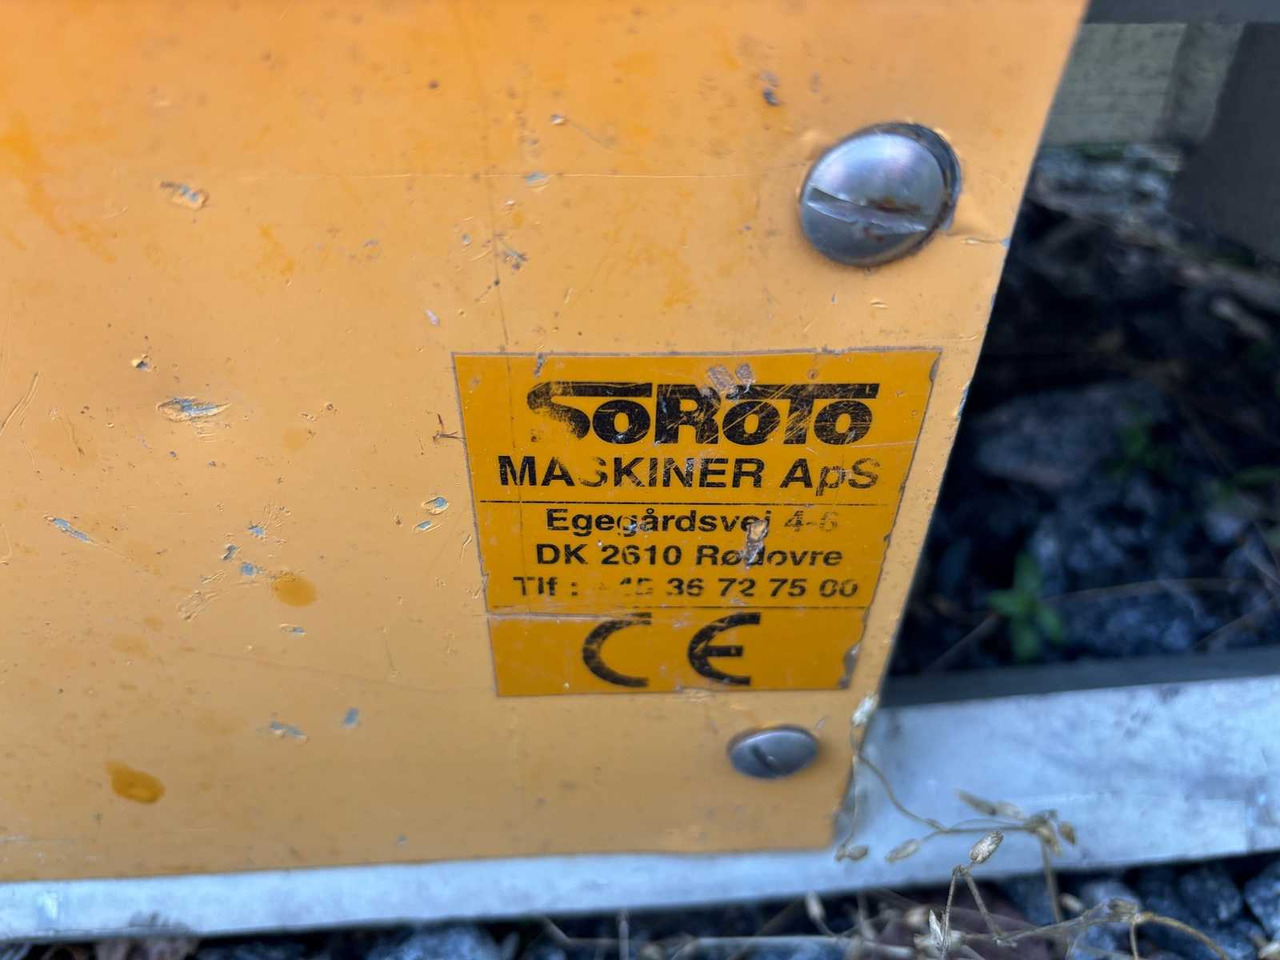 SoRoTo
MASKINER ApS
Egegårdsvej 4-6
DK 2610 Rødovre
Tlf : +45 36 72 75 00
CE